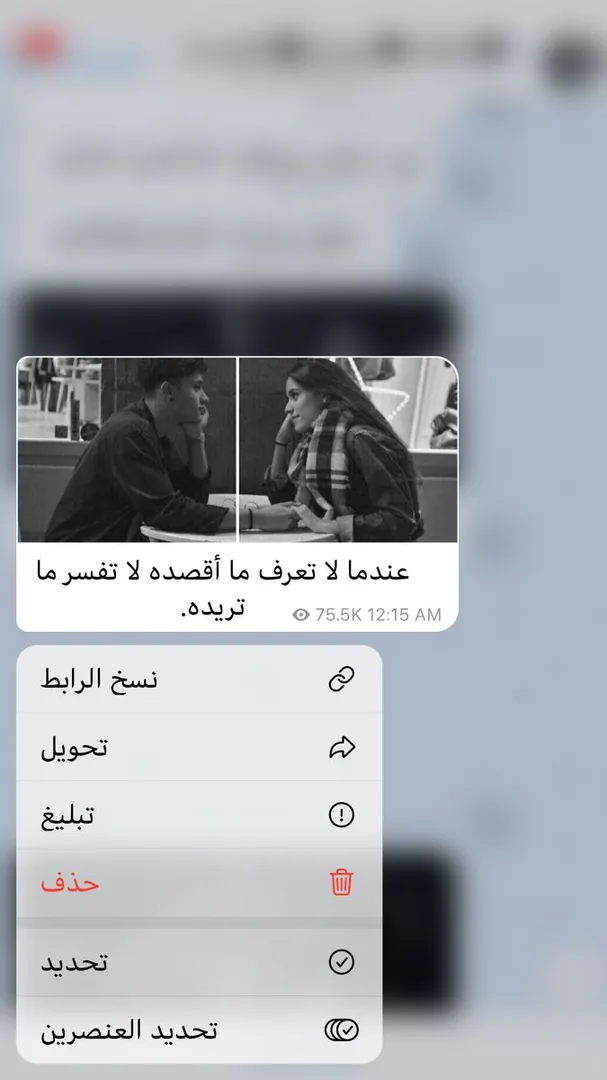 عندما لا تعرف ما أقصده لا تفسر ما
تريده.
75.5K 12:15 AM
نسخ الرابط
تحويل
تبليغ
حذف
تحديد
تحديد العنصرين